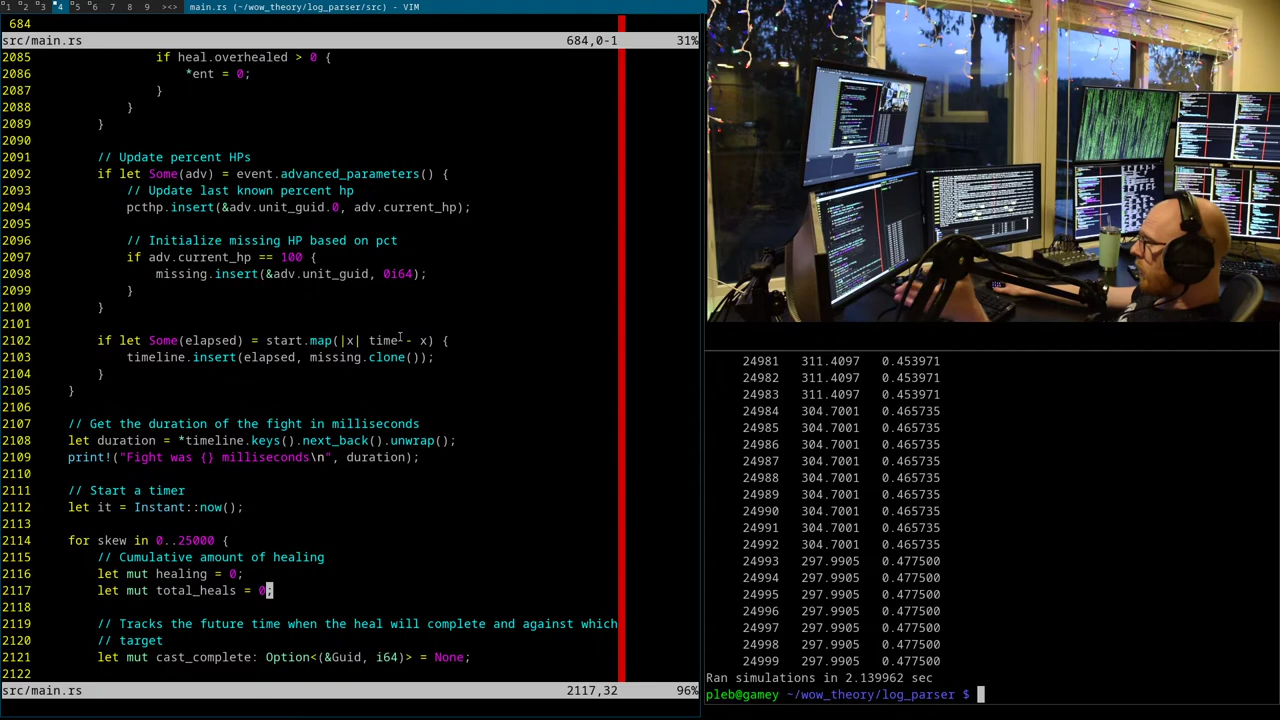 1 2 3 4 5 6 7 8 9 ><> main.rs (~/wow_theory/log_parser/src) - VIM
684
src/main.rs 684,0-1 31%
2085 if heal.overhealed > 0 {
2086 *ent = 0;
2087 }
2088 }
2089 }
2090
2091 // Update percent HPs
2092 if let Some(adv) = event.advanced_parameters() {
2093 // Update last known percent hp
2094 pcthp.insert(&adv.unit_guid.0, adv.current_hp);
2095
2096 // Initialize missing HP based on pct
2097 if adv.current_hp == 100 {
2098 missing.insert(&adv.unit_guid, 0i64);
2099 }
2100 }
2101
2102 if let Some(elapsed) = start.map(|x| time - x) {
2103 timeline.insert(elapsed, missing.clone());
2104 }
2105 }
2106
2107 // Get the duration of the fight in milliseconds
2108 let duration = *timeline.keys().next_back().unwrap();
2109 print!("Fight was {} milliseconds\n", duration);
2110
2111 // Start a timer
2112 let it = Instant::now();
2113
2114 for skew in 0..25000 {
2115 // Cumulative amount of healing
2116 let mut healing = 0;
2117 let mut total_heals = 0;
2118
2119 // Tracks the future time when the heal will complete and against which
2120 // target
2121 let mut cast_complete: Option<(&Guid, i64)> = None;
2122
src/main.rs 2117,32 96%
24981 311.4097 0.453971
24982 311.4097 0.453971
24983 311.4097 0.453971
24984 304.7001 0.465735
24985 304.7001 0.465735
24986 304.7001 0.465735
24987 304.7001 0.465735
24988 304.7001 0.465735
24989 304.7001 0.465735
24990 304.7001 0.465735
24991 304.7001 0.465735
24992 304.7001 0.465735
24993 297.9905 0.477500
24994 297.9905 0.477500
24995 297.9905 0.477500
24996 297.9905 0.477500
24997 297.9905 0.477500
24998 297.9905 0.477500
24999 297.9905 0.477500
Ran simulations in 2.139962 sec
pleb@gamey ~/wow_theory/log_parser $